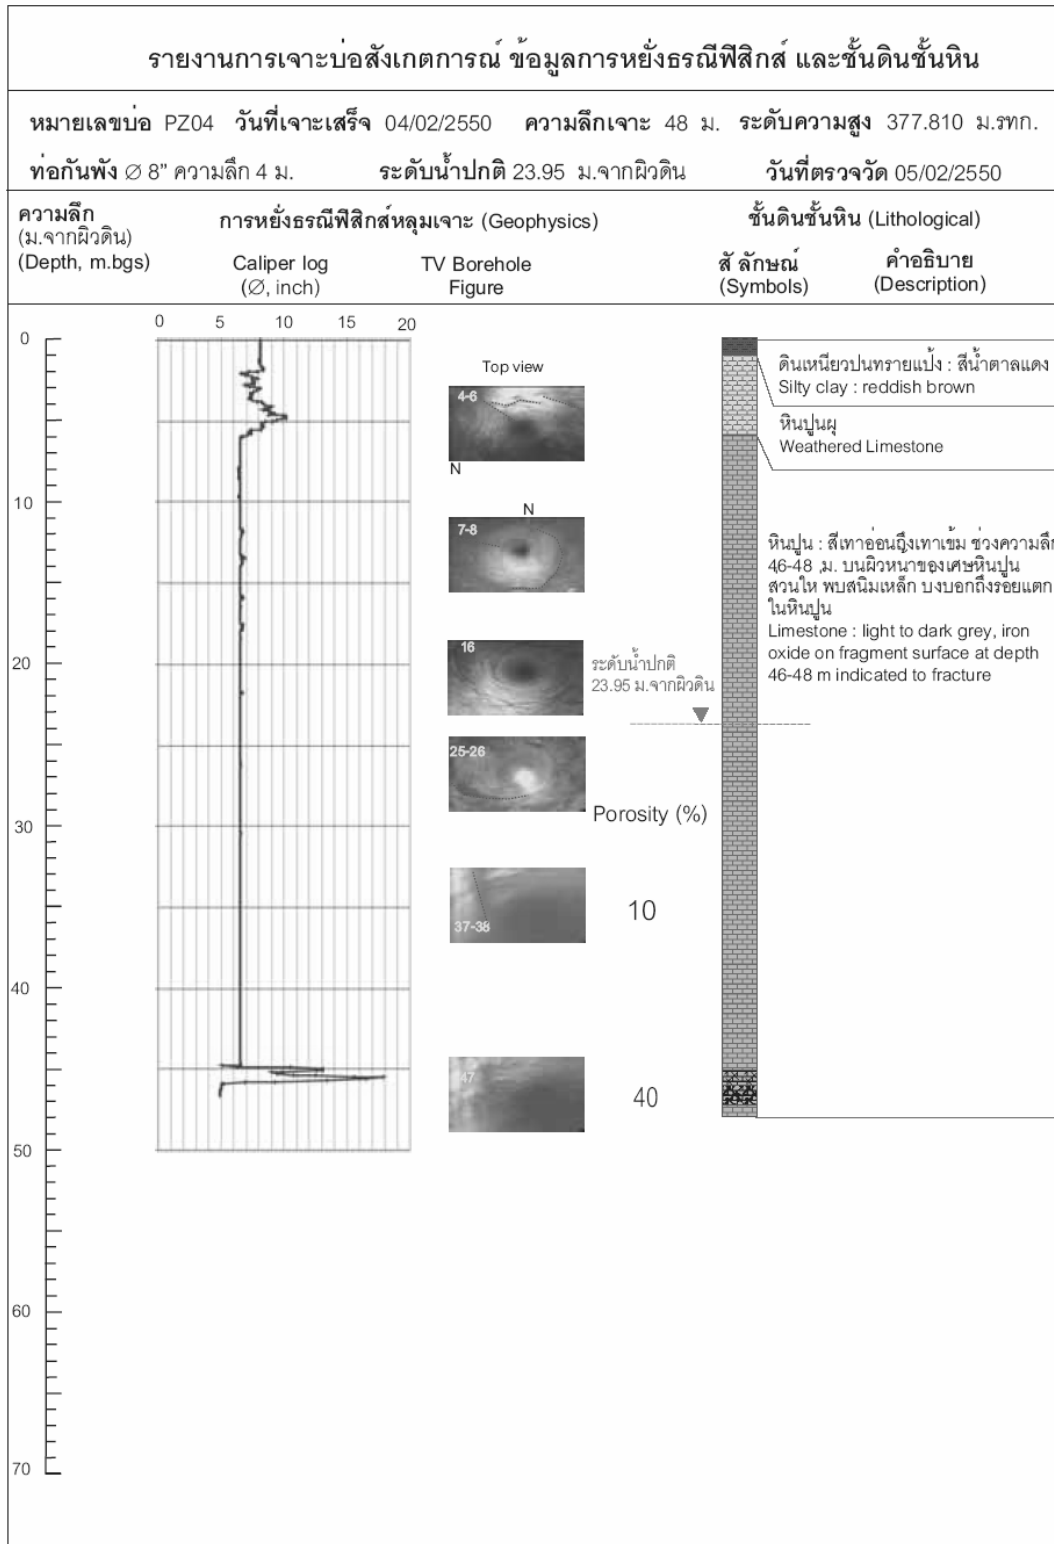 รายงานการเจาะบ่อสังเกตการณ์ ข้อมูลการหยั่งธรณีฟิสิกส์ และชั้นดินชั้นหิน
หมายเลขบ่อ PZ04 วันที่เจาะเสร็จ 04/02/2550 ความลึกเจาะ 48 ม. ระดับความสูง 377.810 ม.รทก.
ท่อกันพัง Ø 8" ความลึก 4 ม. ระดับน้ำปกติ 23.95 ม.จากผิวดิน วันที่ตรวจวัด 05/02/2550
ความลึก
(ม.จากผิวดิน)
(Depth, m.bgs)
การหยั่งธรณีฟิสิกส์หลุมเจาะ (Geophysics)
Caliper log
(Ø, inch)
TV Borehole
Figure
ชั้นดินชั้นหิน (Lithological)
สั ลักษณ์
(Symbols)
คำอธิบาย
(Description)
0 5 10 15 20
0
10
20
30
40
50
60
70
Top view
4-6
N
N
7-8
16
ระดับน้ำปกติ
23.95 ม.จากผิวดิน
25-26
Porosity (%)
37-38
10
47
40
ดินเหนียวปนทรายแป้ง : สีน้ำตาลแดง
Silty clay : reddish brown
หินปูนผุ
Weathered Limestone
หินปูน : สีเทาอ่อนถึงเทาเข้ม ช่วงความลึก
46-48 ,ม. บนผิวหนาของเศษหินปูน
สวนให พบสนิมเหล็ก บงบอกถึงรอยแตก
ในหินปูน
Limestone : light to dark grey, iron
oxide on fragment surface at depth
46-48 m indicated to fracture